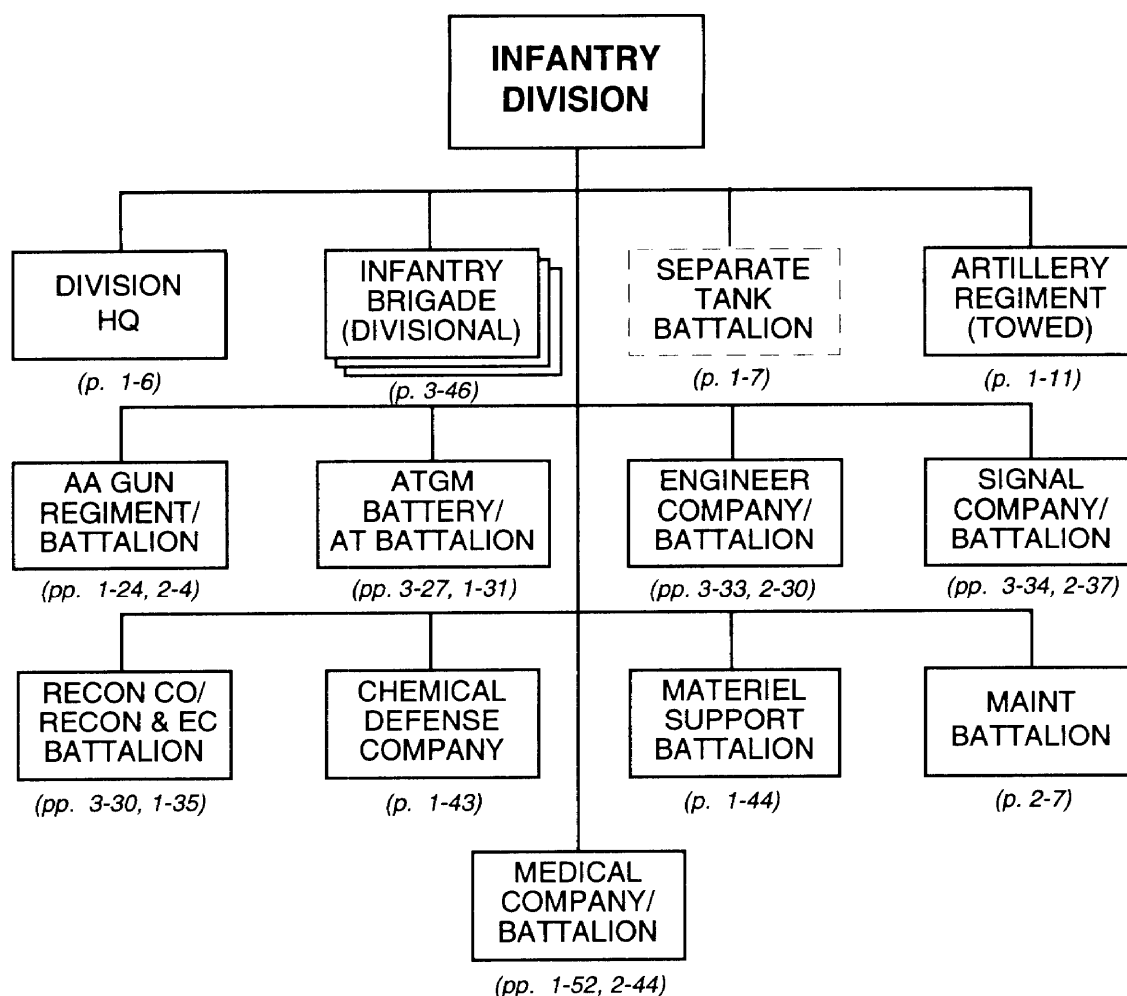 INFANTRY
DIVISION
DIVISION
HQ
(p. 1-6)
INFANTRY
BRIGADE
(DIVISIONAL)
(p. 3-46)
SEPARATE
TANK
BATTALION
(p. 1-7)
ARTILLERY
REGIMENT
(TOWED)
(p. 1-11)
AA GUN
REGIMENT/
BATTALION
(pp. 1-24, 2-4)
ATGM
BATTERY/
AT BATTALION
(pp. 3-27, 1-31)
ENGINEER
COMPANY/
BATTALION
(pp. 3-33, 2-30)
SIGNAL
COMPANY/
BATTALION
(pp. 3-34, 2-37)
RECON CO/
RECON & EC
BATTALION
(pp. 3-30, 1-35)
CHEMICAL
DEFENSE
COMPANY
(p. 1-43)
MATERIEL
SUPPORT
BATTALION
(p. 1-44)
MAINT
BATTALION
(p. 2-7)
MEDICAL
COMPANY/
BATTALION
(pp. 1-52, 2-44)